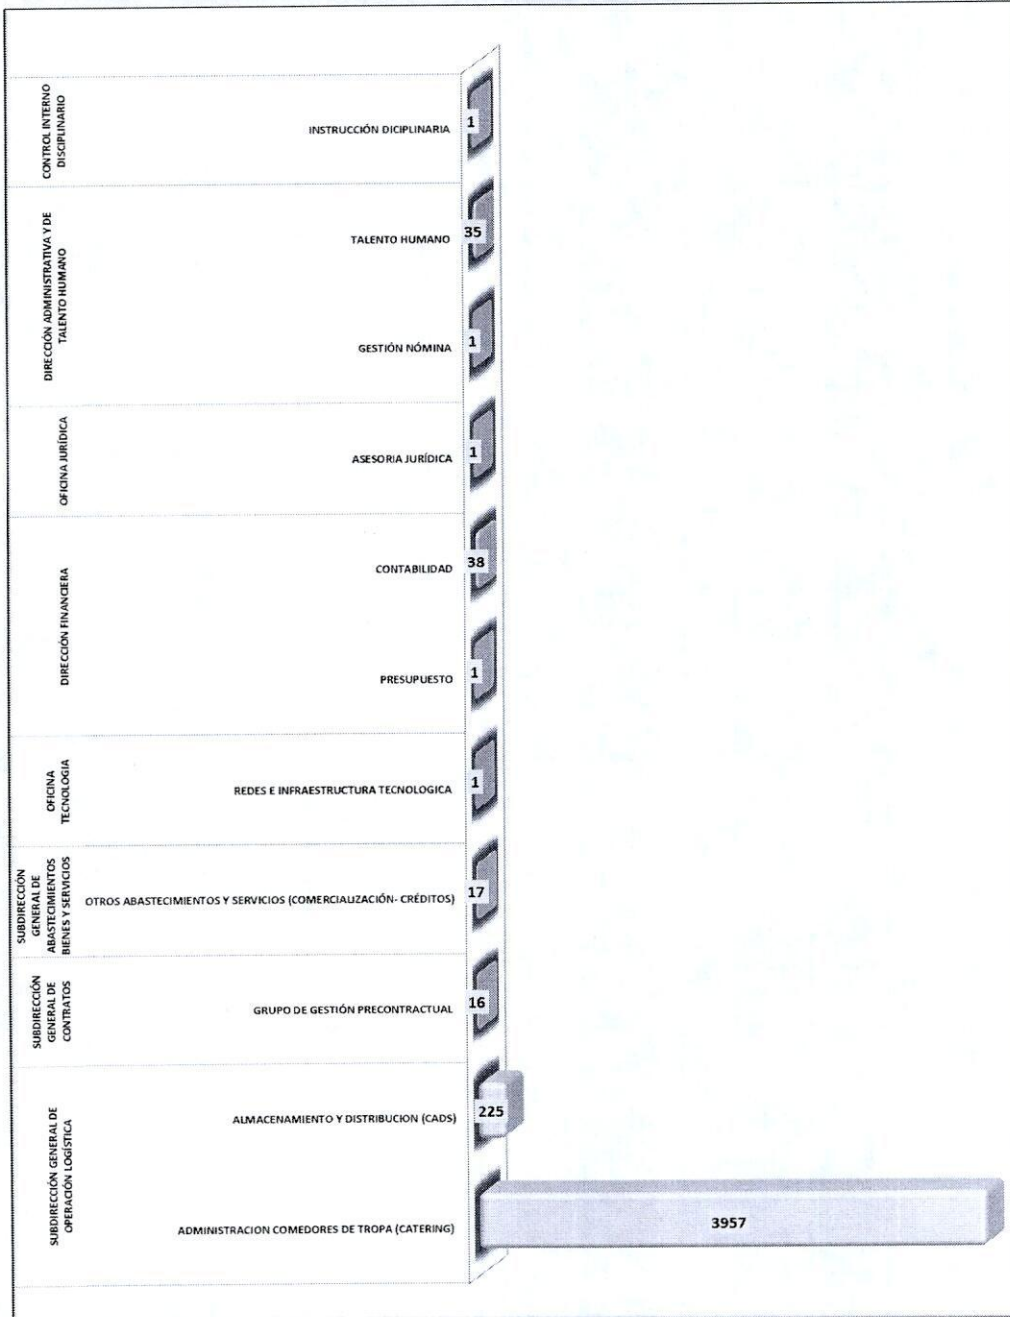 CONTROL INTERNO
DISCIPLINARIO
INSTRUCCIÓN DICIPLINARIA
1
DIRECCIÓN ADMINISTRATIVA Y DE
TALENTO HUMANO
TALENTO HUMANO
35
GESTIÓN NÓMINA
1
OFICINA JURÍDICA
ASESORIA JURÍDICA
1
DIRECCIÓN FINANCIERA
CONTABILIDAD
38
PRESUPUESTO
1
OFICINA
TECNOLOGIA
REDES E INFRAESTRUCTURA TECNOLOGICA
1
SUBDIRECCIÓN
GENERAL DE
ABASTECIMIENTOS
BIENES Y SERVICIOS
OTROS ABASTECIMIENTOS Y SERVICIOS (COMERCIALIZACIÓN- CRÉDITOS)
17
SUBDIRECCIÓN
GENERAL DE
CONTRATOS
GRUPO DE GESTIÓN PRECONTRACTUAL
16
SUBDIRECCIÓN GENERAL DE
OPERACIÓN LOGÍSTICA
ALMACENAMIENTO Y DISTRIBUCION (CADS)
225
ADMINISTRACION COMEDORES DE TROPA (CATERING)
3957